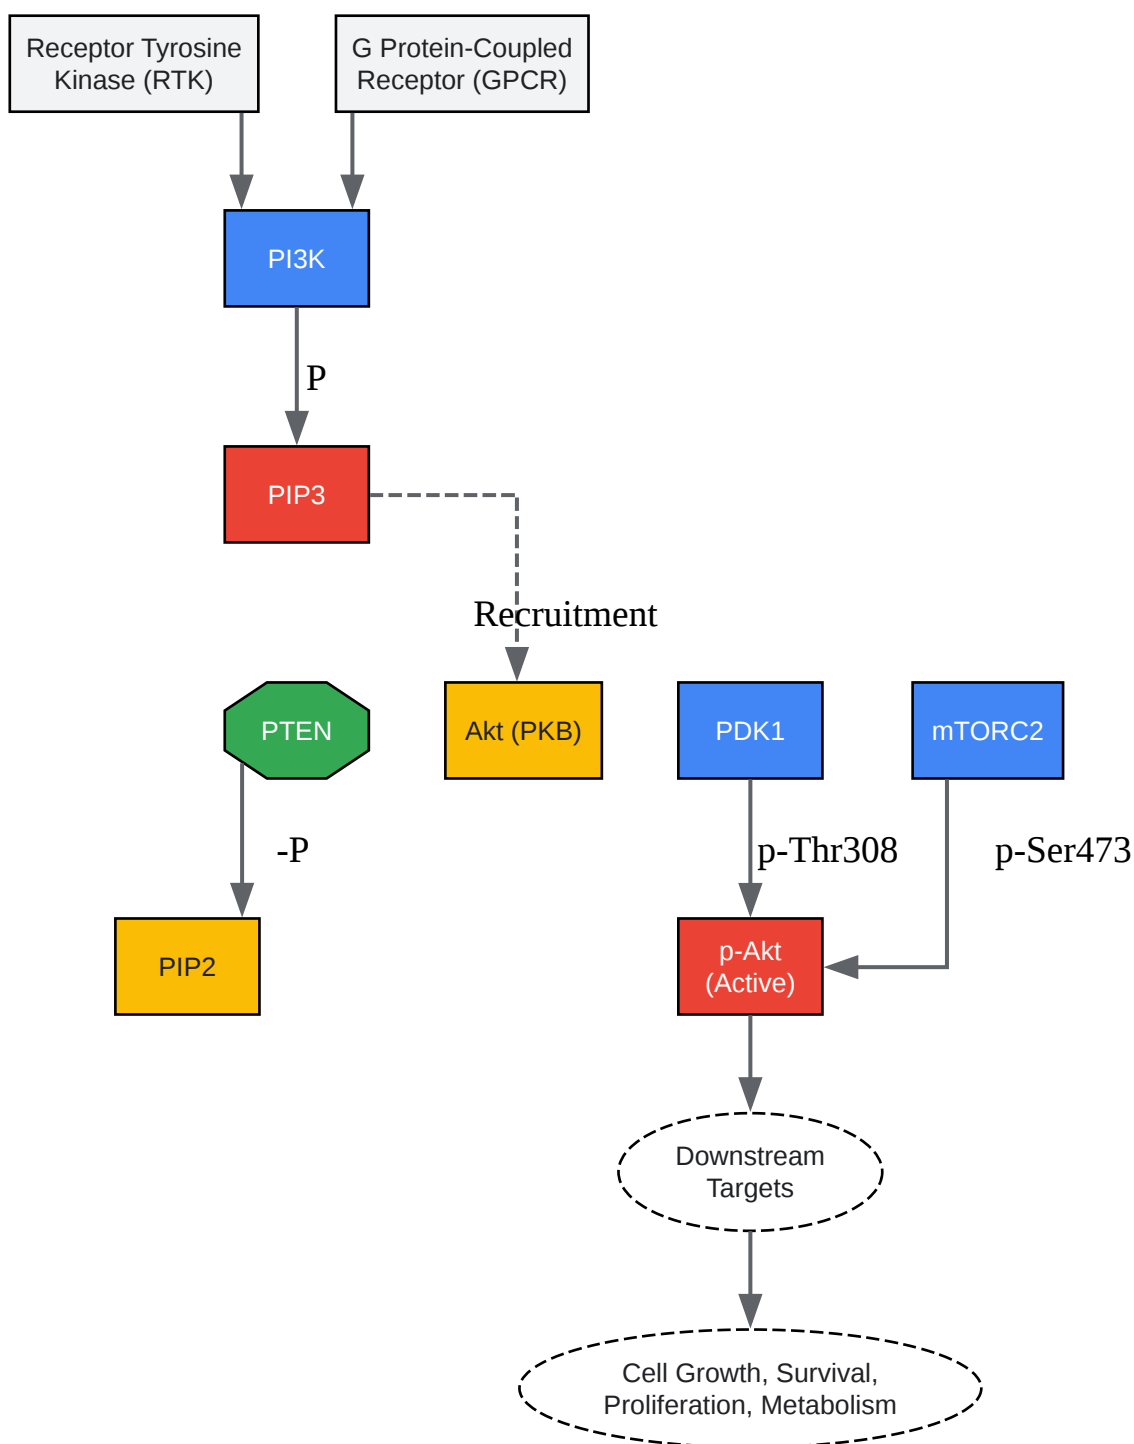 Receptor Tyrosine
Kinase (RTK)
G Protein-Coupled
Receptor (GPCR)
PI3K
P
PIP3
Recruitment
PTEN
Akt (PKB)
PDK1
mTORC2
-P
p-Thr308
p-Ser473
PIP2
p-Akt
(Active)
Downstream
Targets
Cell Growth, Survival,
Proliferation, Metabolism